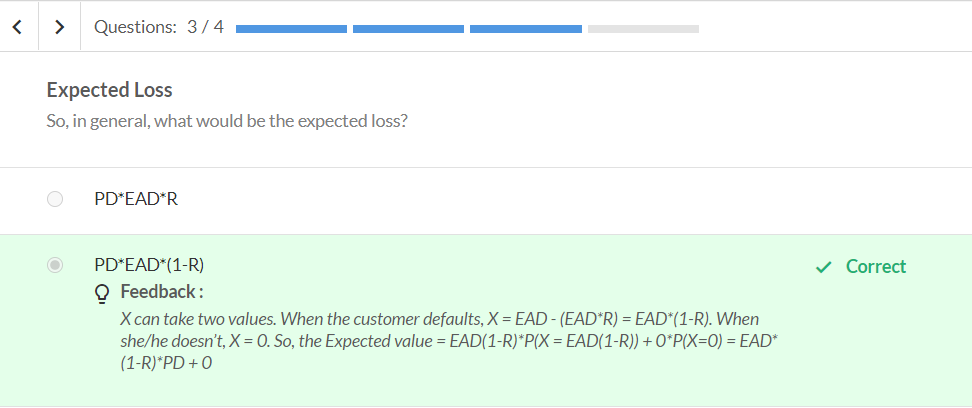 Questions: 3 / 4
Expected Loss
So, in general, what would be the expected loss?
PD*EAD*R
PD*EAD*(1-R)
Correct
Feedback :
X can take two values. When the customer defaults, X = EAD - (EAD*R) = EAD*(1-R). When
she/he doesn't, X = 0. So, the Expected value = EAD(1-R)*P(X = EAD(1-R)) + 0*P(X=0) = EAD*
(1-R)*PD + 0